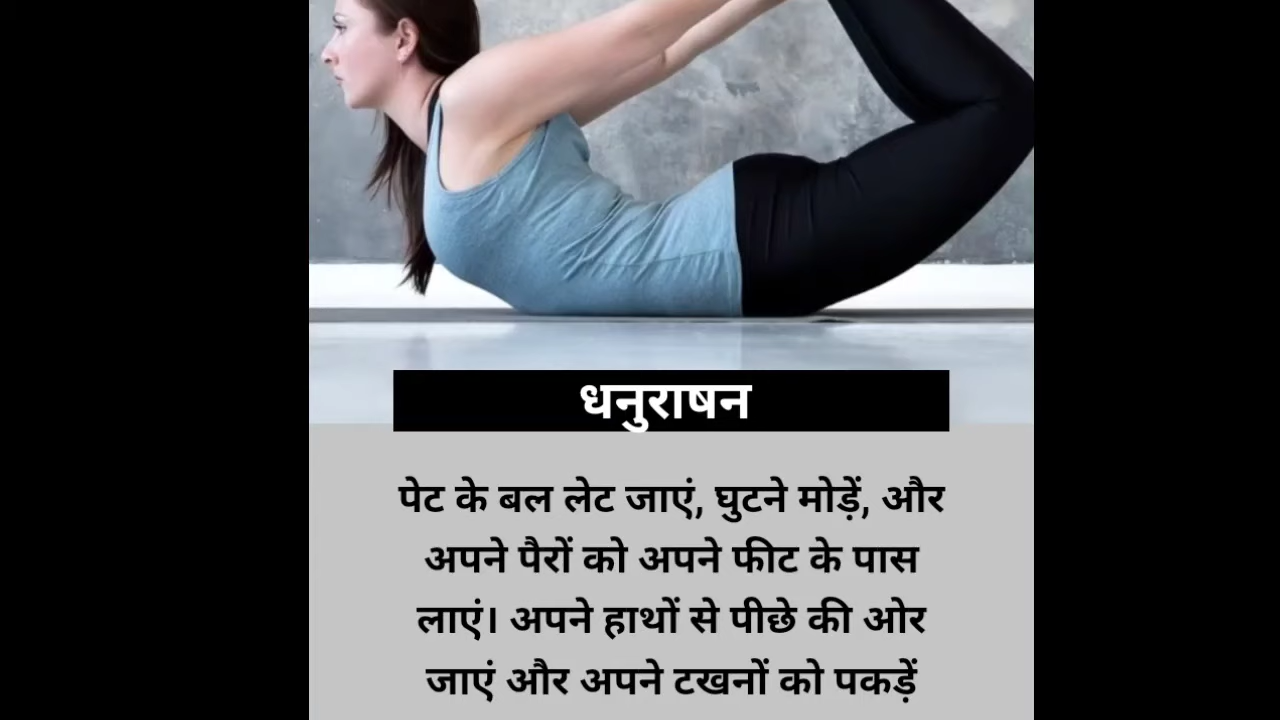 धनुराषन
पेट के बल लेट जाएं, घुटने मोड़ें, और
अपने पैरों को अपने फीट के पास
लाएं। अपने हाथों से पीछे की ओर
जाएं और अपने टखनों को पकड़ें